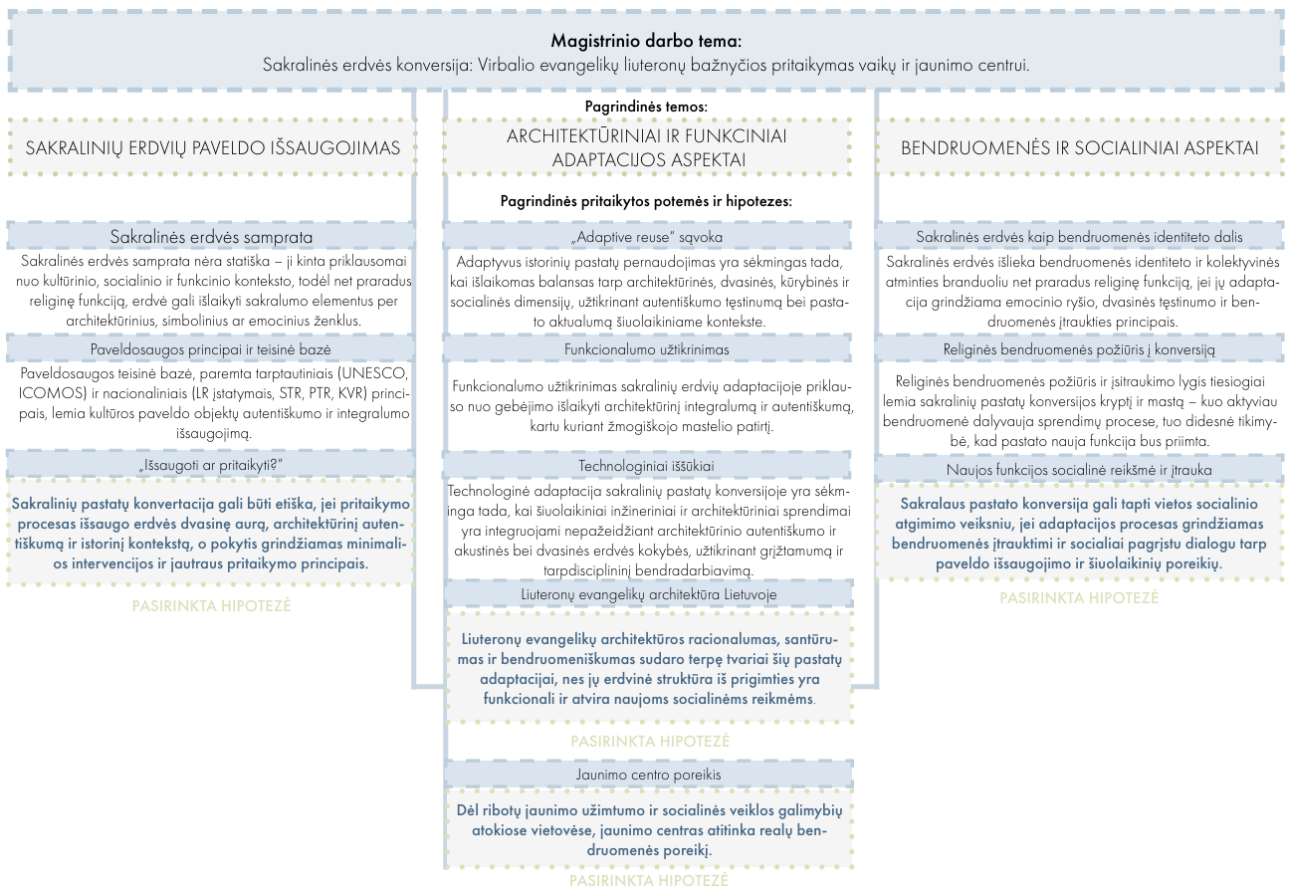 Magistrinio darbo tema:
Sakralinės erdvės konversija: Virbalio evangelikų liuteronų bažnyčios pritaikymas vaikų ir jaunimo centrui.
Pagrindinės temos:
SAKRALINIŲ ERDVIŲ PAVELDO IŠSAUGOJIMAS
ARCHITEKTŪRINIAI IR FUNKCINIAI
ADAPTACIJOS ASPEKTAI
BENDRUOMENĖS IR SOCIALINIAI ASPEKTAI
Pagrindinės pritaikytos potemės ir hipotezes:
Sakralinės erdvės samprata
Sakralinės erdvės samprata nėra statiška – ji kinta priklausomai
nuo kultūrinio, socialinio ir funkcinio konteksto, todėl net praradus
religinę funkciją, erdvė gali išlaikyti sakralumo elementus per
architektūrinius, simbolinius ar emocinius ženklus.
Paveldosaugos principai ir teisinė bazė
Paveldosaugos teisinė bazė, paremta tarptautiniais (UNESCO,
ICOMOS) ir nacionaliniais (LR įstatymais, STR, PTR, KVR) princi-
pais, lemia kultūros paveldo objektų autentiškumo ir integralumo
išsaugojimą.
„Išsaugoti ar pritaikyti?"
Sakralinių pastatų konvertacija gali būti etiška, jei pritaikymo
procesas išsaugo erdvės dvasinę aurą, architektūrinį auten-
tiškumą ir istorinį kontekstą, o pokytis grindžiamas minimali-
os intervencijos ir jautraus pritaikymo principais.
PASIRINKTA HIPOTEZĖ
„Adaptive reuse" sąvoka
Adaptyvus istorinių pastatų pernaudojimas yra sėkmingas tada,
kai išlaikomas balansas tarp architektūrinės, dvasinės, kūrybinės ir
socialinės dimensijų, užtikrinant autentiškumo tęstinumą bei pasta-
to aktualumą šiuolaikiniame kontekste.
Funkcionalumo užtikrinimas
Funkcionalumo užtikrinimas sakralinių erdvių adaptacijoje priklau-
so nuo gebėjimo išlaikyti architektūrinį integralumą ir autentiškumą,
kartu kuriant žmogiškojo mastelio patirtį.
Technologiniai iššūkiai
Technologinė adaptacija sakralinių pastatų konversijoje yra sėkm-
inga tada, kai šiuolaikiniai inžineriniai ir architektūriniai sprendimai
yra integruojami nepažeidžiant architektūrinio autentiškumo ir
akustinės bei dvasinės erdvės kokybės, užtikrinant grįžtamumą ir
tarpdisciplininį bendradarbiavimą.
Liuteronų evangelikų architektūra Lietuvoje
Liuteronų evangelikų architektūros racionalumas, santūru-
mas ir bendruomeniškumas sudaro terpę tvariai šių pastatų
adaptacijai, nes jų erdvinė struktūra iš prigimties yra
funkcionali ir atvira naujoms socialinėms reikmėms.
PASIRINKTA HIPOTEZĖ
Jaunimo centro poreikis
Dėl ribotų jaunimo užimtumo ir socialinės veiklos galimybių
atokiose vietovėse, jaunimo centras atitinka realų ben-
druomenės poreikį.
PASIRINKTA HIPOTEZĖ
Sakralinės erdvės kaip bendruomenės identiteto dalis
Sakralinės erdvės išlieka bendruomenės identiteto ir kolektyvinės
atminties branduoliu net praradus religinę funkciją, jei jų adapta-
cija grindžiama emocinio ryšio, dvasinės tęstinumo ir ben-
druomenės įtraukties principais.
Religinės bendruomenės požiūris į konversiją
Religinės bendruomenės požiūris ir įsitraukimo lygis tiesiogiai
lemia sakralinių pastatų konversijos kryptį ir mastą – kuo aktyviau
bendruomenė dalyvauja sprendimų procese, tuo didesnė tikimy-
bė, kad pastato nauja funkcija bus priimta.
Naujos funkcijos socialinė reikšmė ir įtrauka
Sakralaus pastato konversija gali tapti vietos socialinio
atgimimo veiksniu, jei adaptacijos procesas grindžiamas
bendruomenės įtrauktimi ir socialiai pagrįstu dialogu tarp
paveldo išsaugojimo ir šiuolaikinių poreikių.
PASIRINKTA HIPOTEZĖ